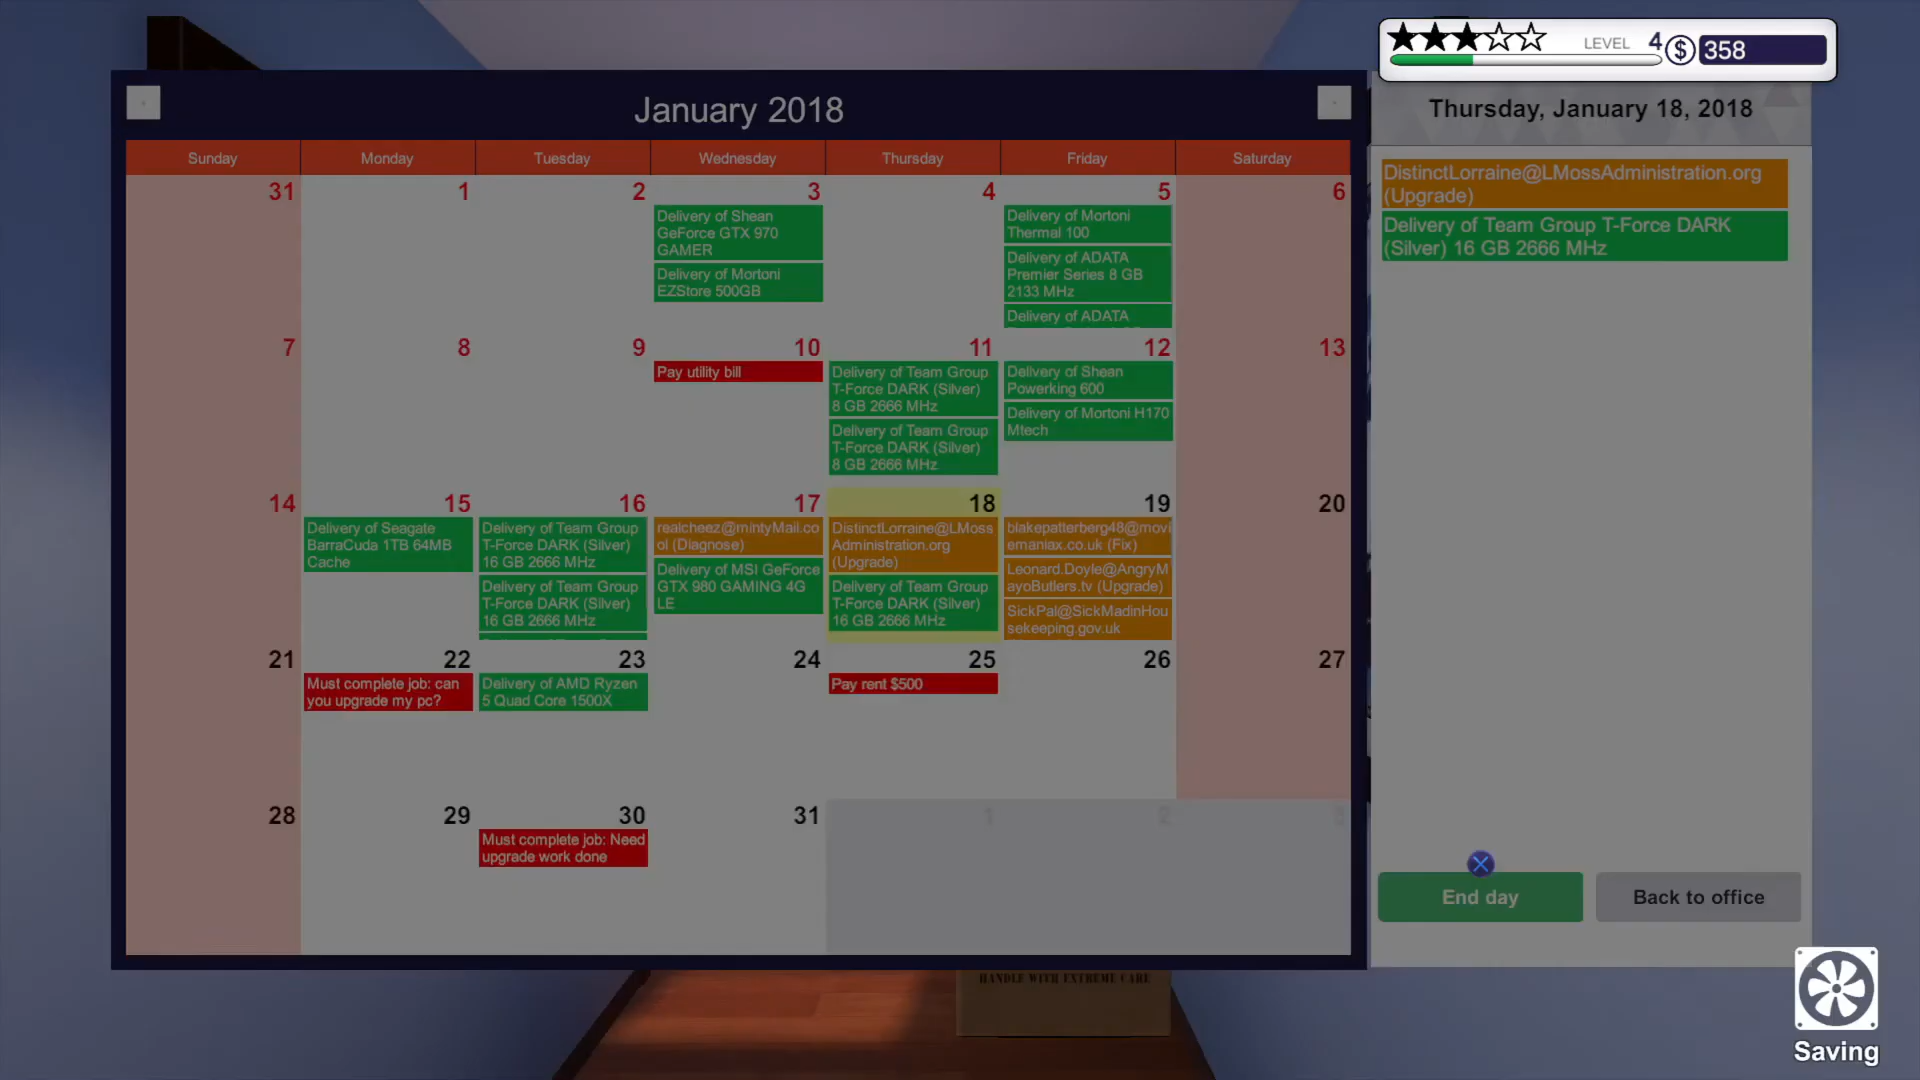 LEVEL 4 $ 358
January 2018
Sunday Monday Tuesday Wednesday Thursday Friday Saturday
31 1 2 3 4 5 6
Delivery of Shean
GeForce GTX 970
GAMER
Delivery of Mortoni
EZStore 500GB
Delivery of Mortoni
Thermal 100
Delivery of ADATA
Premier Series 8 GB
2133 MHz
Delivery of ADATA
7 8 9 10 11 12 13
Pay utility bill
Delivery of Team Group
T-Force DARK (Silver)
8 GB 2666 MHz
Delivery of Team Group
T-Force DARK (Silver)
8 GB 2666 MHz
Delivery of Shean
Powerking 600
Delivery of Mortoni H170
Mtech
14 15 16 17 18 19 20
Delivery of Seagate
BarraCuda 1TB 64MB
Cache
Delivery of Team Group
T-Force DARK (Silver)
16 GB 2666 MHz
Delivery of Team Group
T-Force DARK (Silver)
16 GB 2666 MHz
realcheez@mintyMail.co
ol (Diagnose)
Delivery of MSI GeForce
GTX 980 GAMING 4G
LE
DistinctLorraine@LMoss
Administration.org
(Upgrade)
Delivery of Team Group
T-Force DARK (Silver)
16 GB 2666 MHz
blakepatterberg48@movi
emaniax.co.uk (Fix)
Leonard.Doyle@AngryM
ayoButlers.tv (Upgrade)
SickPal@SickMadinHou
sekeeping.gov.uk
21 22 23 24 25 26 27
Must complete job: can
you upgrade my pc?
Delivery of AMD Ryzen
5 Quad Core 1500X
Pay rent $500
28 29 30 31 1 2 3
Must complete job: Need
upgrade work done
Thursday, January 18, 2018
DistinctLorraine@LMossAdministration.org
(Upgrade)
Delivery of Team Group T-Force DARK
(Silver) 16 GB 2666 MHz
End day
Back to office
HANDLE WITH EXTREME CARE
Saving